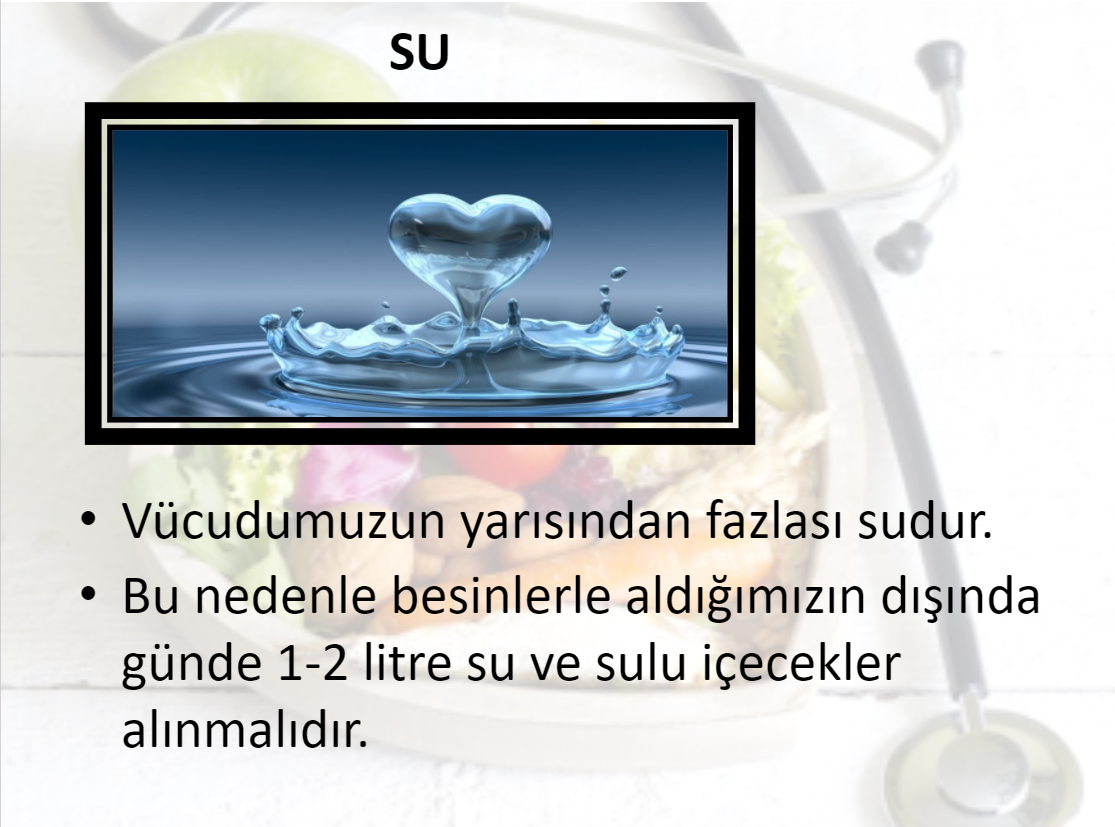 SU
• Vücudumuzun yarısından fazlası sudur.
• Bu nedenle besinlerle aldığımızın dışında
günde 1-2 litre su ve sulu içecekler
alınmalıdır.